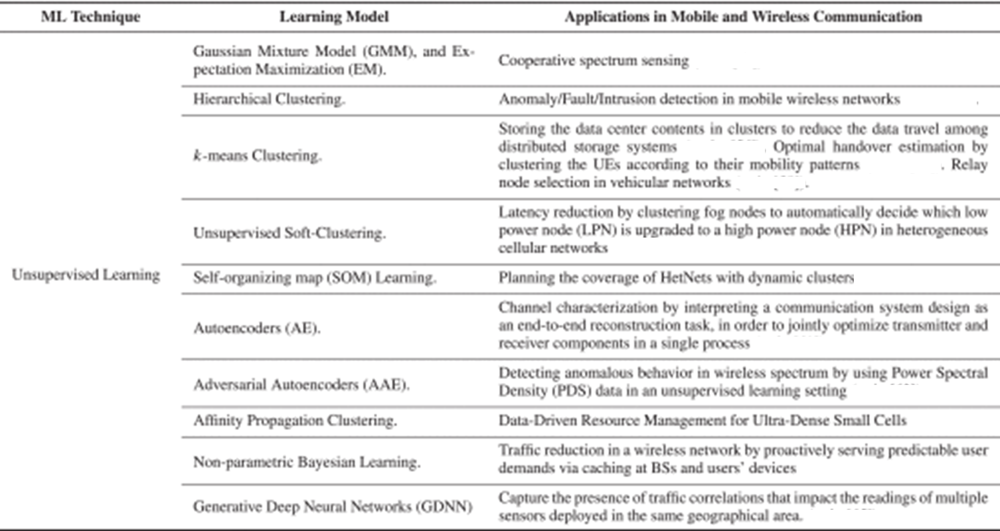 ML Technique Learning Model Applications in Mobile and Wireless Communication
Gaussian Mixture Model (GMM), and Ex-
pectation Maximization (EM).
Cooperative spectrum sensing
Hierarchical Clustering.
Anomaly/Fault/Intrusion detection in mobile wireless networks
k-means Clustering.
Storing the data center contents in clusters to reduce the data travel among
distributed storage systems . Optimal handover estimation by
clustering the UEs according to their mobility patterns . Relay
node selection in vehicular networks .
Unsupervised Soft-Clustering.
Latency reduction by clustering fog nodes to automatically decide which low
power node (LPN) is upgraded to a high power node (HPN) in heterogeneous
cellular networks
Unsupervised Learning
Self-organizing map (SOM) Learning.
Planning the coverage of HetNets with dynamic clusters
Autoencoders (AE).
Channel characterization by interpreting a communication system design as
an end-to-end reconstruction task, in order to jointly optimize transmitter and
receiver components in a single process
Adversarial Autoencoders (AAE).
Detecting anomalous behavior in wireless spectrum by using Power Spectral
Density (PDS) data in an unsupervised learning setting
Affinity Propagation Clustering.
Data-Driven Resource Management for Ultra-Dense Small Cells
Non-parametric Bayesian Learning.
Traffic reduction in a wireless network by proactively serving predictable user
demands via caching at BSs and users' devices
Generative Deep Neural Networks (GDNN)
Capture the presence of traffic correlations that impact the readings of multiple
sensors deployed in the same geographical area.